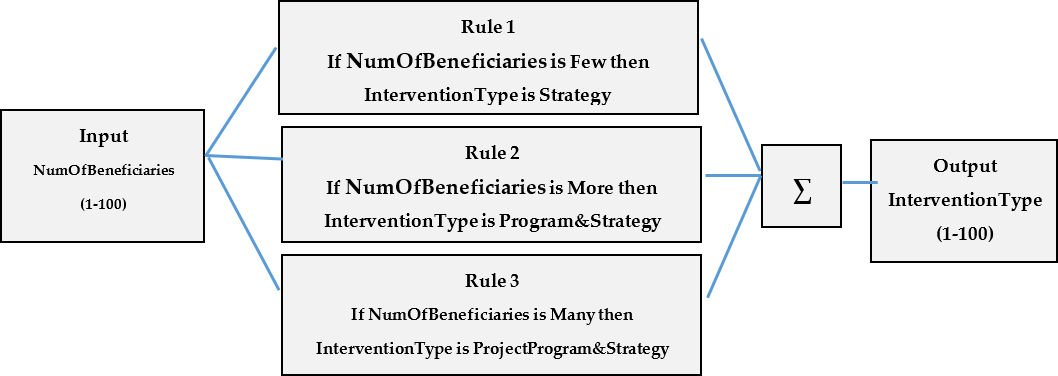 Input
NumOfBeneficiaries
(1-100)
Rule 1
If NumOfBeneficiaries is Few then
InterventionType is Strategy
Rule 2
If NumOfBeneficiaries is More then
InterventionType is Program&Strategy
Rule 3
If NumOfBeneficiaries is Many then
InterventionType is ProjectProgram&Strategy
∑
Output
InterventionType
(1-100)